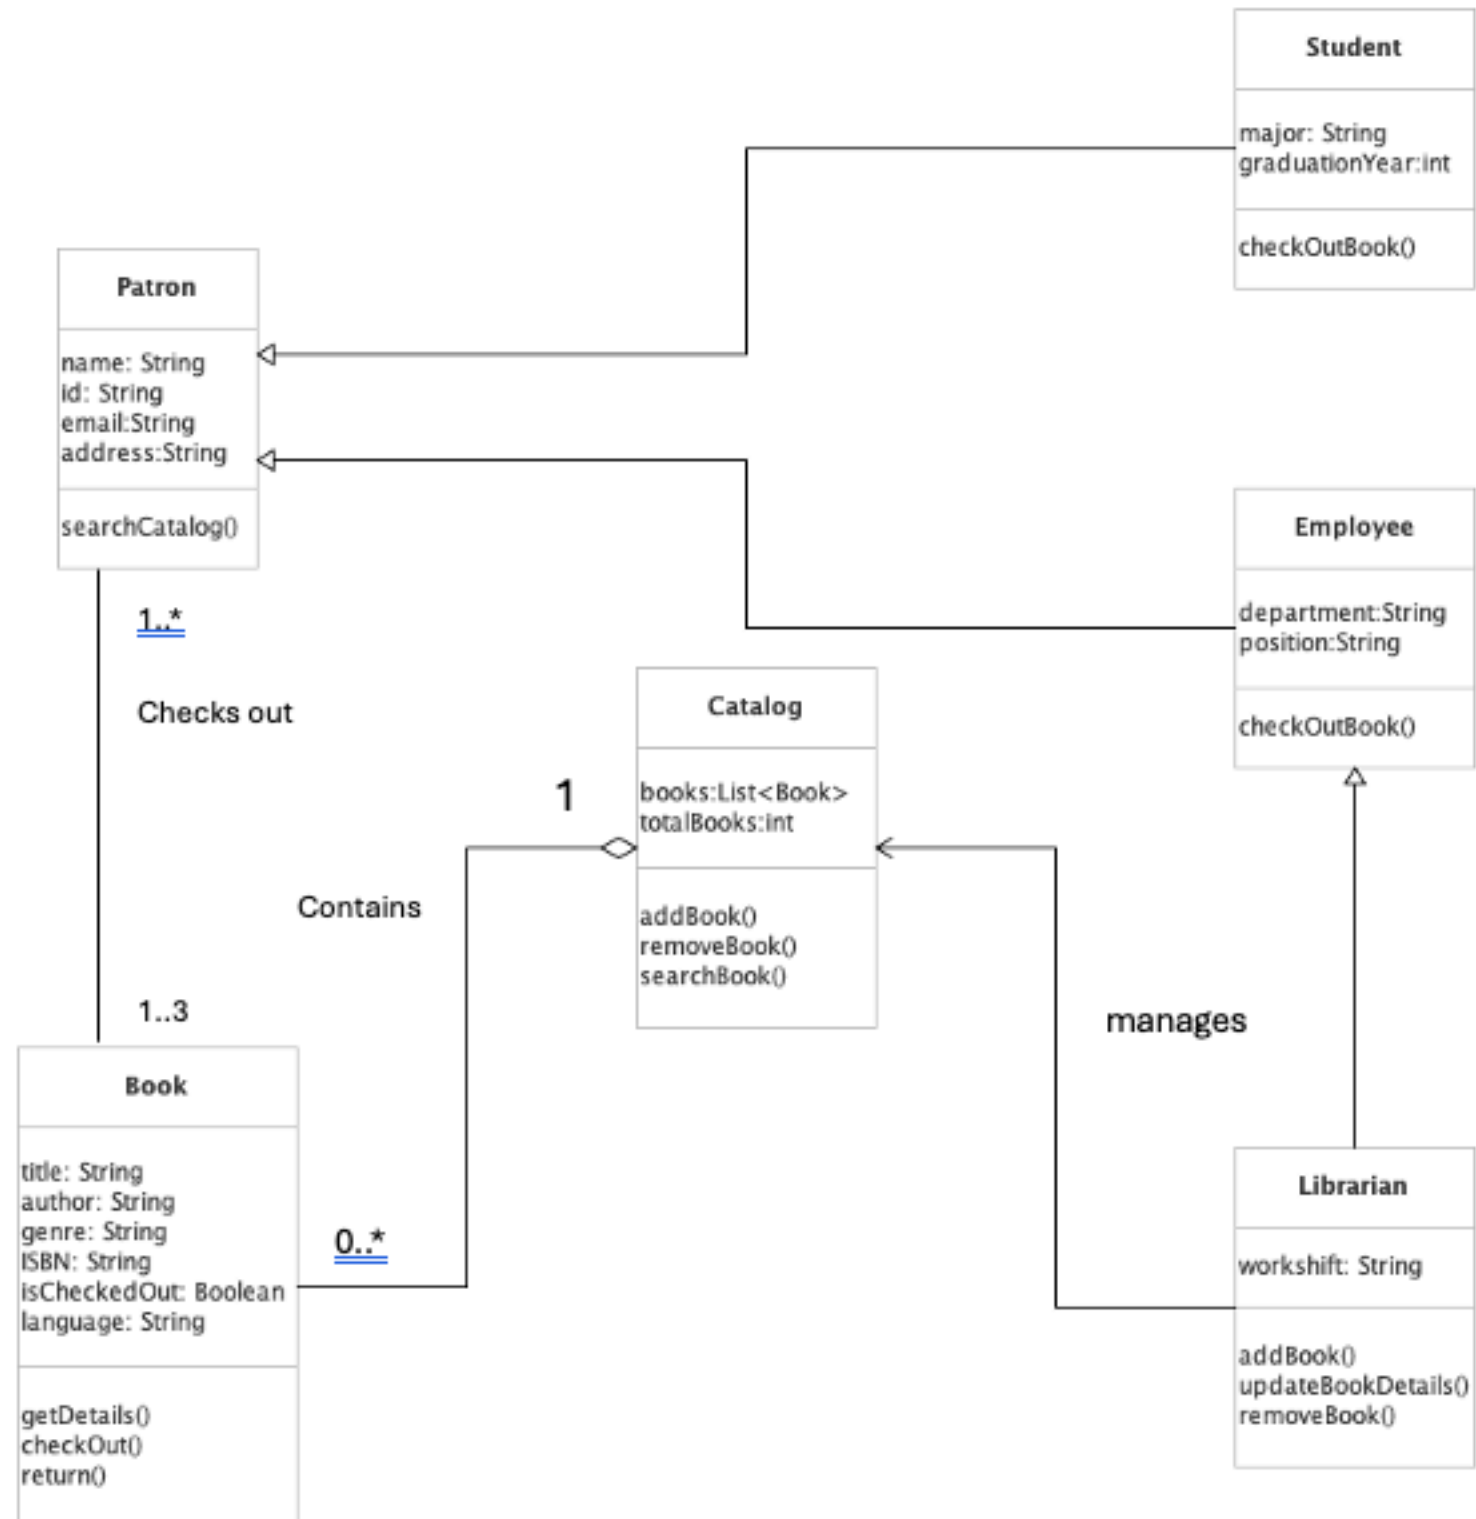 Student
major: String
graduationYear:int
checkOutBook()
Patron
name: String
id: String
email:String
address:String
searchCatalog()
1..*
Checks out
1..3
Employee
department:String
position:String
checkOutBook()
Catalog
books:List<Book>
totalBooks:int
addBook()
removeBook()
searchBook()
1
Contains
0..*
manages
Book
title: String
author: String
genre: String
ISBN: String
isCheckedOut: Boolean
language: String
getDetails()
checkOut()
return()
Librarian
workshift: String
addBook()
updateBookDetails()
removeBook()